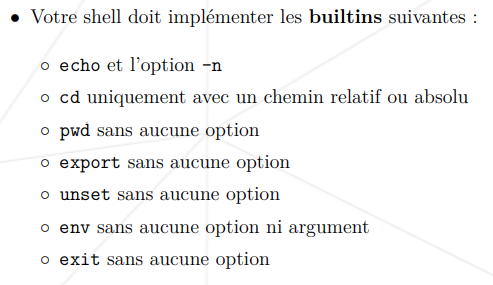 • Votre shell doit implémenter les builtins suivantes :
◦ echo et l'option -n
◦ cd uniquement avec un chemin relatif ou absolu
◦ pwd sans aucune option
◦ export sans aucune option
◦ unset sans aucune option
◦ env sans aucune option ni argument
◦ exit sans aucune option